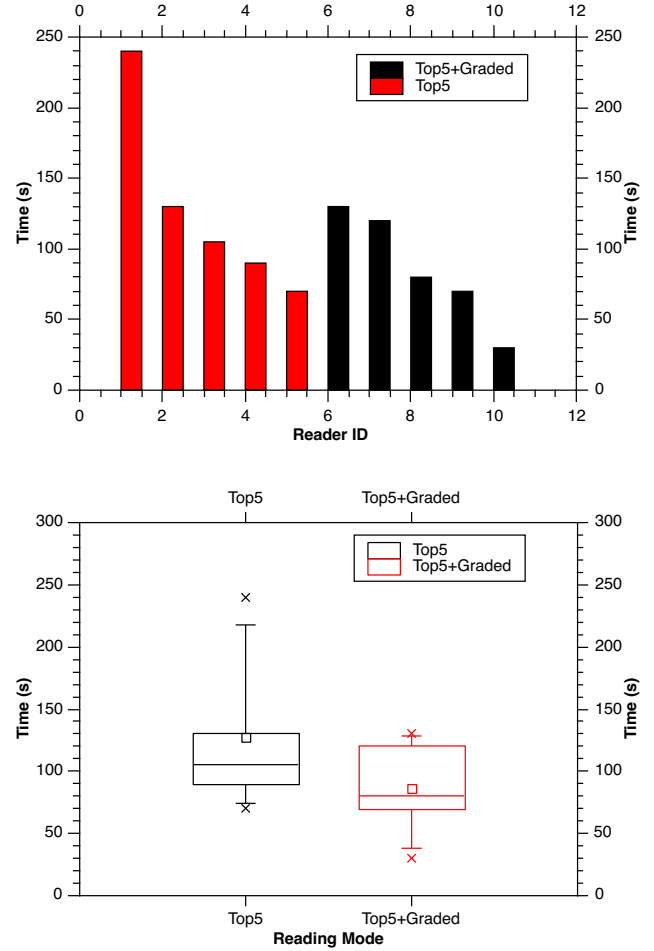 0 2 4 6 8 10 12
250 250
Top5+Graded
Top5
200 200
150 150
Time (s) Time (s)
100 100
50 50
0 0
0 2 4 6 8 10 12
Reader ID
Top5 Top5+Graded
300 300
Top5
Top5+Graded
250 250
200 200
Time (s) Time (s)
150 150
100 100
50 50
0 0
Top5 Top5+Graded
Reading Mode